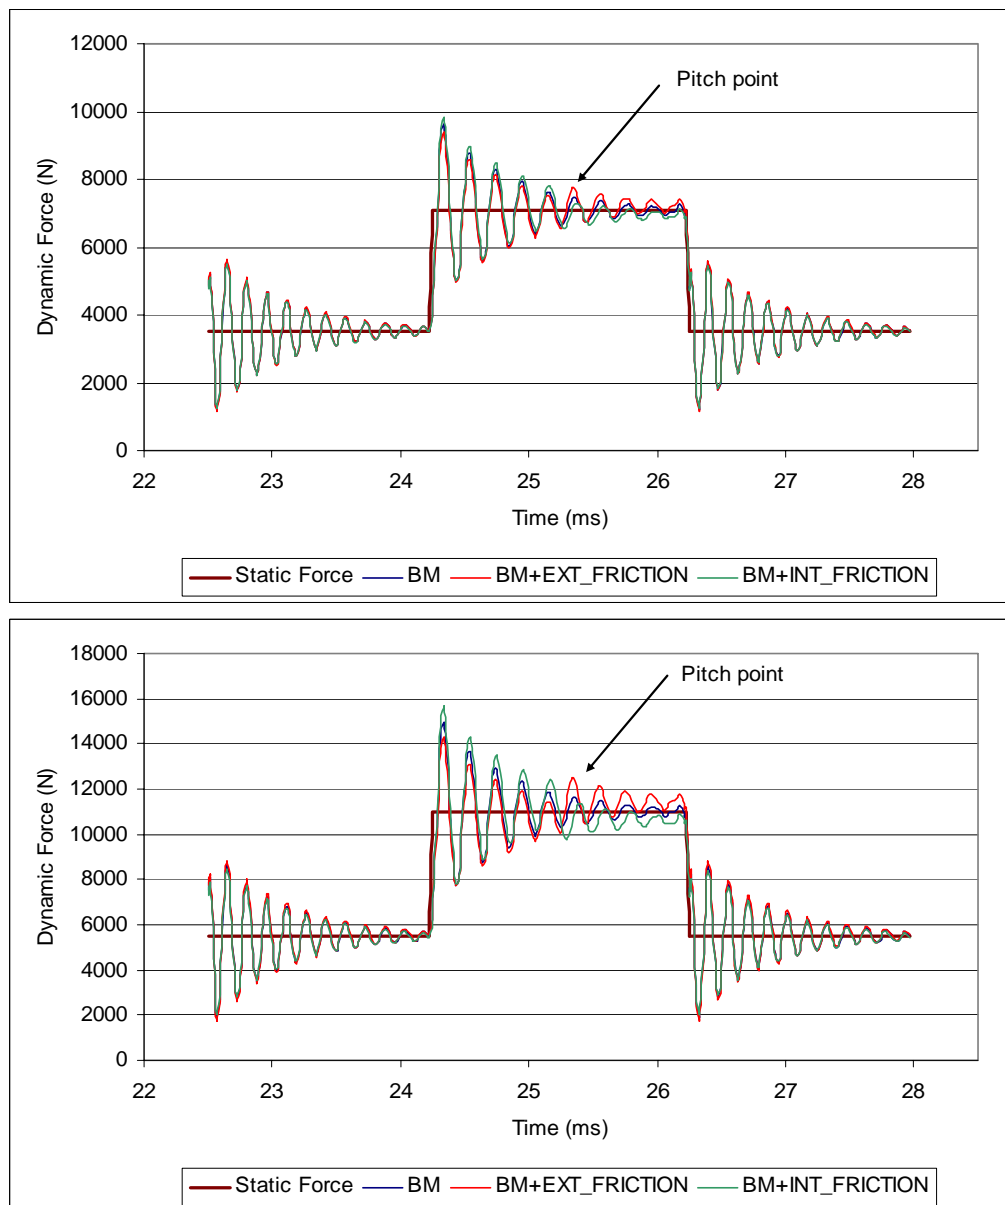 12000
10000
8000
6000
4000
2000
0
Dynamic Force (N)
Pitch point
22 23 24 25 26 27 28
Time (ms)
Static Force BM BM+EXT_FRICTION BM+INT_FRICTION
18000
16000
14000
12000
10000
8000
6000
4000
2000
0
Dynamic Force (N)
Pitch point
22 23 24 25 26 27 28
Time (ms)
Static Force BM BM+EXT_FRICTION BM+INT_FRICTION